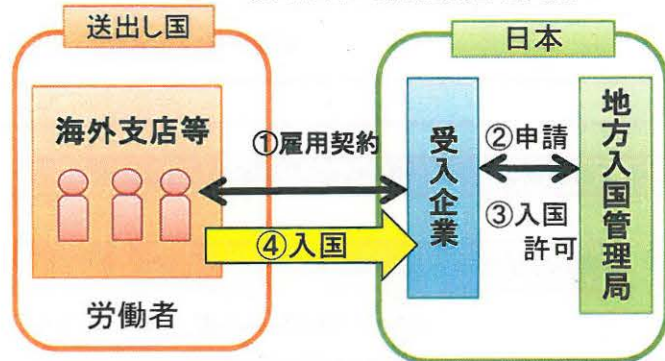 送出し国
日本
海外支店等
労働者
①雇用契約
④入国
受入企業
②申請
③入国
許可
地方入国管理局